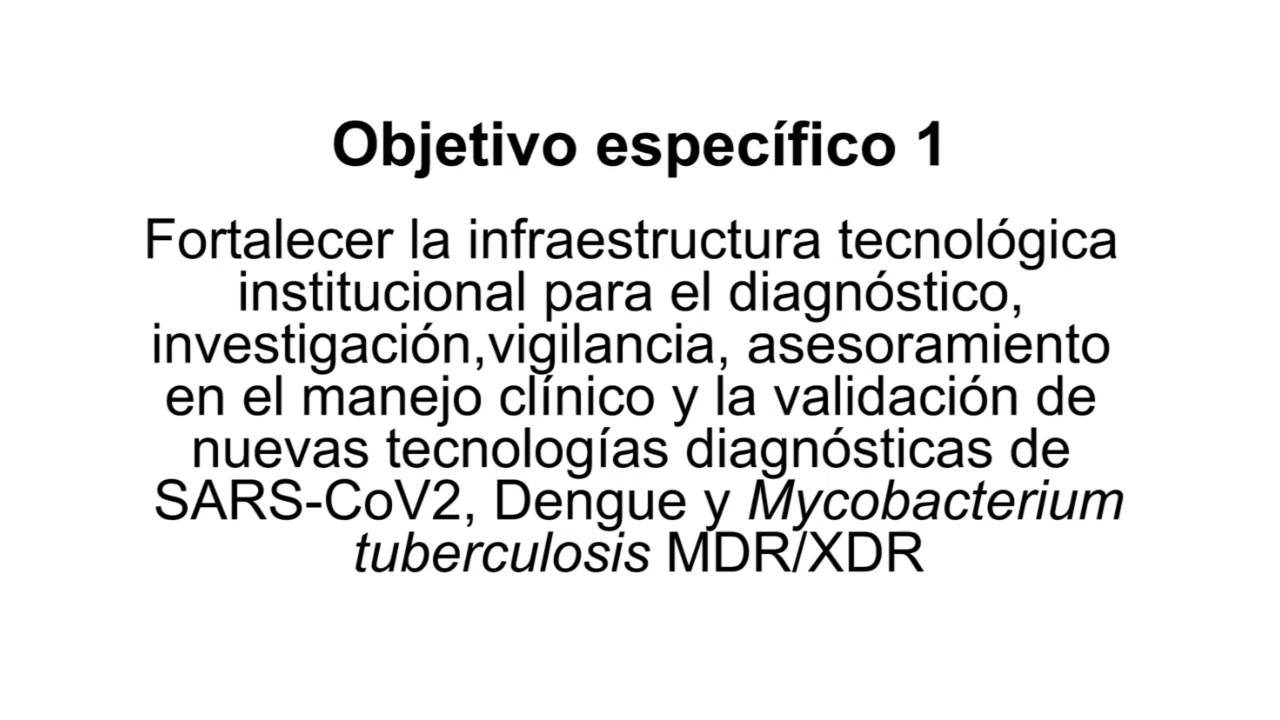 Objetivo específico 1
Fortalecer la infraestructura tecnológica
institucional para el diagnóstico,
investigación,vigilancia, asesoramiento
en el manejo clínico y la validación de
nuevas tecnologías diagnósticas de
SARS-CoV2, Dengue y Mycobacterium
tuberculosis MDR/XDR